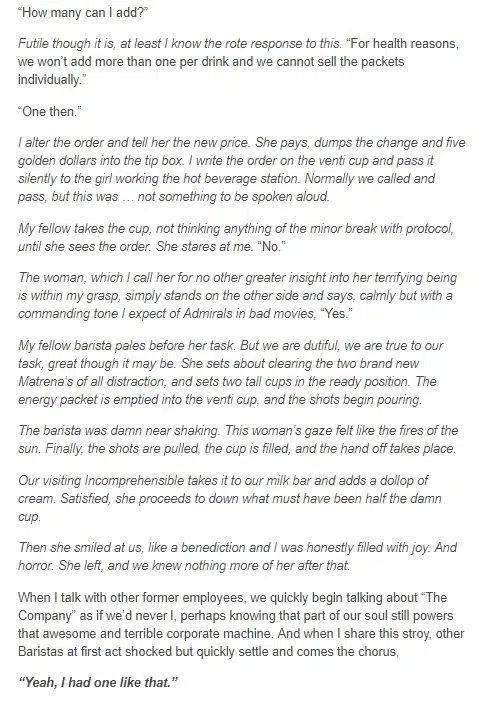 “How many can I add?”
Futile though it is, at least I know the rote response to this. “For health reasons,
we won’t add more than one per drink and we cannot sell the packets
individually.”
“One then.”
I alter the order and tell her the new price. She pays, dumps the change and five
golden dollars into the tip box. I write the order on the venti cup and pass it
silently to the girl working the hot beverage station. Normally we called and
pass, but this was … not something to be spoken aloud.
My fellow takes the cup, not thinking anything of the minor break with protocol,
until she sees the order. She stares at me. “No.”
The woman, which I call her for no other greater insight into her terrifying being
is within my grasp, simply stands on the other side and says, calmly but with a
commanding tone I expect of Admirals in bad movies, “Yes.”
My fellow barista pales before her task. But we are dutiful, we are true to our
task, great though it may be. She sets about clearing the two brand new
Matrena’s of all distraction, and sets two tall cups in the ready position. The
energy packet is emptied into the venti cup, and the shots begin pouring.
The barista was damn near shaking. This woman’s gaze felt like the fires of the
sun. Finally, the shots are pulled, the cup is filled, and the hand off takes place.
Our visiting Incomprehensible takes it to our milk bar and adds a dollop of
cream. Satisfied, she proceeds to down what must have been half the damn
cup.
Then she smiled at us, like a benediction and I was honestly filled with joy. And
horror. She left, and we knew nothing more of her after that.
When I talk with other former employees, we quickly begin talking about “The
Company” as if we’d never l, perhaps knowing that part of our soul still powers
that awesome and terrible corporate machine. And when I share this stroy, other
Baristas at first act shocked but quickly settle and comes the chorus,
“Yeah, I had one like that.”